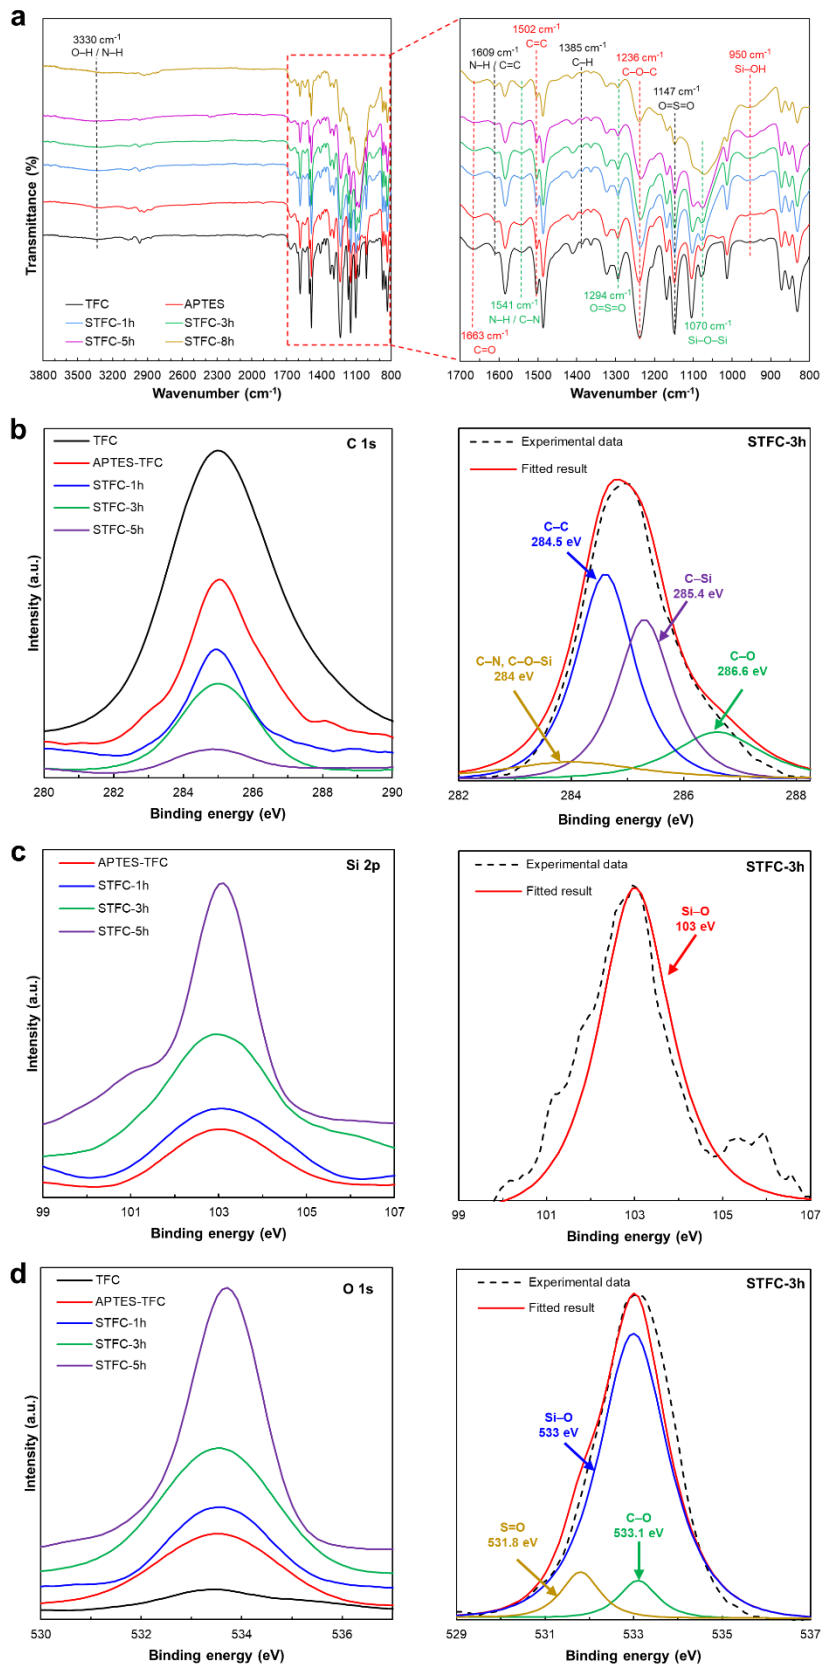 a
3330 cm⁻¹
O–H / N–H
Transmittance (%)
TFC
APTES
STFC-1h
STFC-3h
STFC-5h
STFC-8h
3800 3300 2900 2300 1700 1400 1100 800
Wavenumber (cm⁻¹)
1609 cm⁻¹
N–H / C=C
1502 cm⁻¹
C=C
1385 cm⁻¹
C–H
1236 cm⁻¹
C–O–C
1147 cm⁻¹
O=S=O
950 cm⁻¹
Si–OH
1663 cm⁻¹
C=O
1541 cm⁻¹
N–H / C–N
1294 cm⁻¹
O=S=O
1070 cm⁻¹
Si–O–Si
1700 1600 1500 1400 1300 1200 1100 1000 900 800
Wavenumber (cm⁻¹)
b
C 1s
TFC
APTES-TFC
STFC-1h
STFC-3h
STFC-5h
Intensity (a.u.)
280 282 284 286 288 290
Binding energy (eV)
STFC-3h
Experimental data
Fitted result
C–C
284.5 eV
C–Si
285.4 eV
C–N, C–O–Si
284 eV
C–O
286.6 eV
282 284 286 288
Binding energy (eV)
c
Si 2p
APTES-TFC
STFC-1h
STFC-3h
STFC-5h
Intensity (a.u.)
99 101 103 105 107
Binding energy (eV)
STFC-3h
Experimental data
Fitted result
Si–O
103 eV
99 101 103 105 107
Binding energy (eV)
d
O 1s
TFC
APTES-TFC
STFC-1h
STFC-3h
STFC-5h
Intensity (a.u.)
530 532 534 536
Binding energy (eV)
STFC-3h
Experimental data
Fitted result
Si–O
533 eV
S=O
531.8 eV
C–O
533.1 eV
529 531 533 535 537
Binding energy (eV)